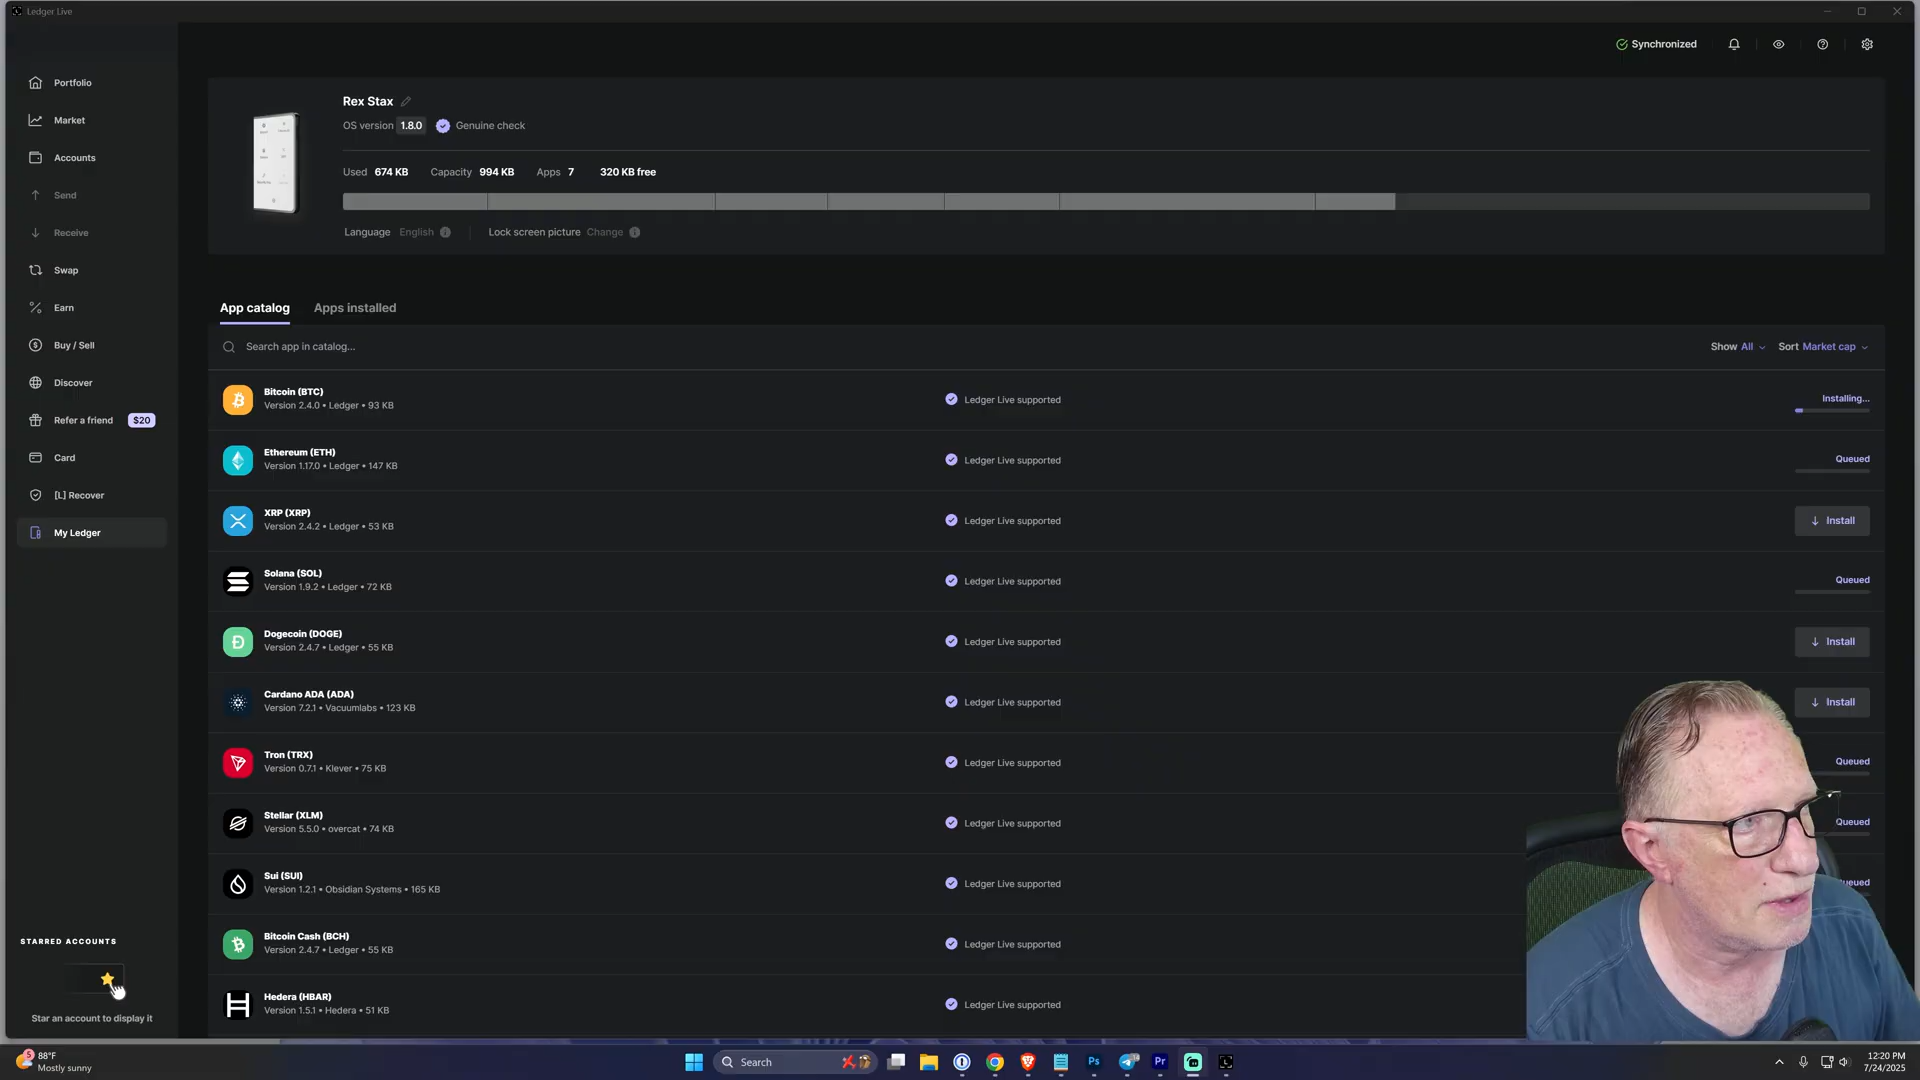 Ledger Live
Synchronized
Portfolio
Market
Accounts
Send
Receive
Swap
Earn
Buy / Sell
Discover
Refer a friend $20
Card
[L] Recover
My Ledger
STARRED ACCOUNTS
Star an account to display it
Rex Stax
OS version 1.8.0 Genuine check
Used 674 KB Capacity 994 KB Apps 7 320 KB free
Language English Lock screen picture Change
App catalog Apps installed
Search app in catalog... Show All Sort Market cap
Bitcoin (BTC)
Version 2.4.0 • Ledger • 93 KB
Ledger Live supported
Installing...
Ethereum (ETH)
Version 1.17.0 • Ledger • 147 KB
Ledger Live supported
Queued
XRP (XRP)
Version 2.4.2 • Ledger • 53 KB
Ledger Live supported
Install
Solana (SOL)
Version 1.9.2 • Ledger • 72 KB
Ledger Live supported
Queued
Dogecoin (DOGE)
Version 2.4.7 • Ledger • 55 KB
Ledger Live supported
Install
Cardano ADA (ADA)
Version 7.2.1 • Vacuumlabs • 123 KB
Ledger Live supported
Install
Tron (TRX)
Version 0.7.1 • Klever • 75 KB
Ledger Live supported
Queued
Stellar (XLM)
Version 5.5.0 • overcat • 74 KB
Ledger Live supported
Queued
Sui (SUI)
Version 1.2.1 • Obsidian Systems • 165 KB
Ledger Live supported
ueued
Bitcoin Cash (BCH)
Version 2.4.7 • Ledger • 55 KB
Ledger Live supported
Hedera (HBAR)
Version 1.5.1 • Hedera • 51 KB
Ledger Live supported
5
88°F
Mostly sunny
Search
Ps
Pr
12:20 PM
7/24/2025